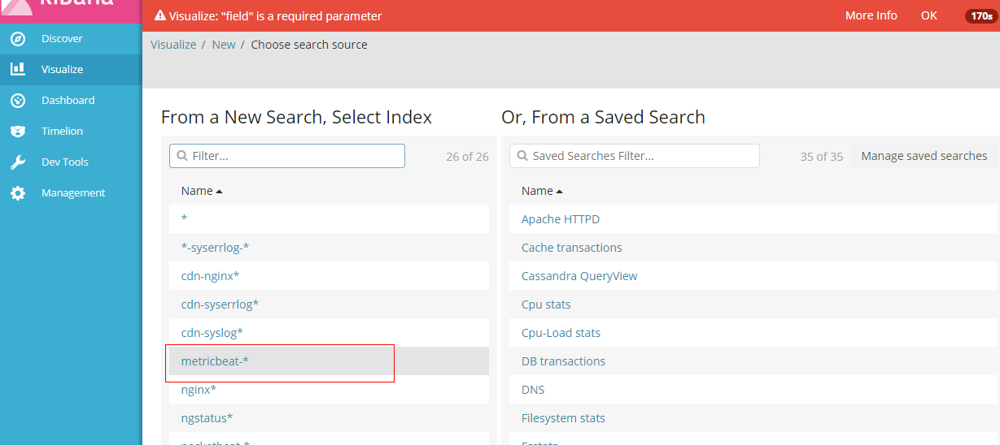 kibana
Visualize: "field" is a required parameter
More Info
OK
170s
Discover
Visualize
Dashboard
Timelion
Dev Tools
Management
Visualize / New / Choose search source
From a New Search, Select Index
Filter...
26 of 26
Name
*
*-syserrlog-*
cdn-nginx*
cdn-syserrlog*
cdn-syslog*
metricbeat-*
nginx*
ngstatus*
packetbeat-*
Or, From a Saved Search
Saved Searches Filter...
35 of 35
Manage saved searches
Name
Apache HTTPD
Cache transactions
Cassandra QueryView
Cpu stats
Cpu-Load stats
DB transactions
DNS
Filesystem stats